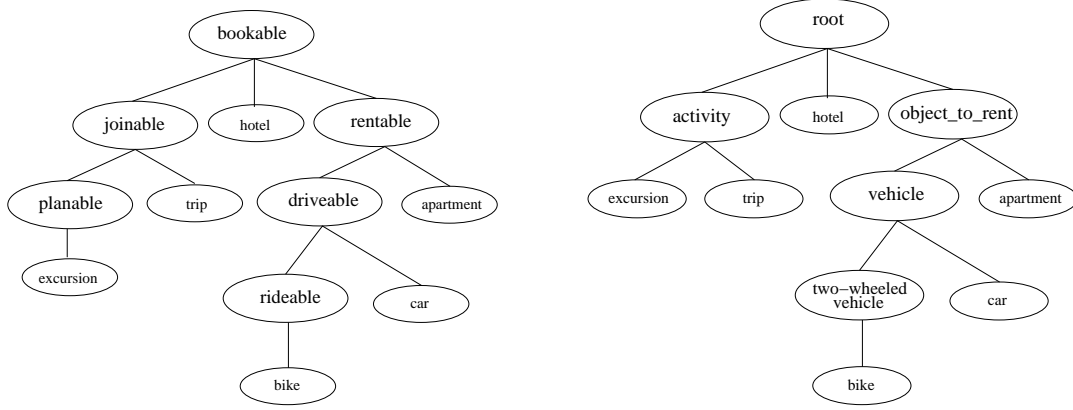 bookable
joinable
hotel
rentable
planable
trip
driveable
apartment
excursion
rideable
car
bike
root
activity
hotel
object_to_rent
excursion
trip
vehicle
apartment
two-wheeled
vehicle
car
bike